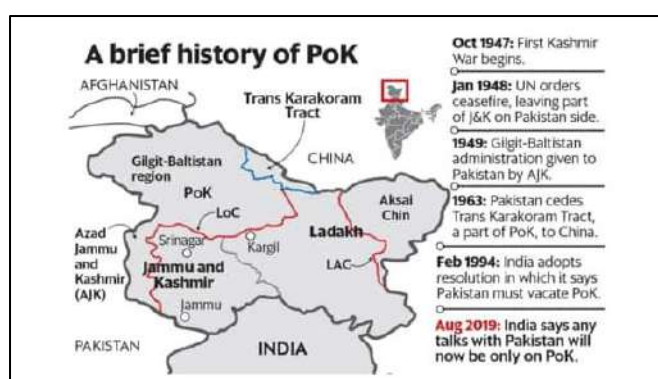 A brief history of PoK
AFGHANISTAN
Trans Karakoram
Tract
CHINA
Gilgit-Baltistan
region
PoK
Aksai
Chin
LoC
Ladakh
Azad
Jammu
and
Kashmir
(AJK)
Srinagar
Kargil
Jammu and
Kashmir
LAC
Jammu
PAKISTAN
INDIA
Oct 1947: First Kashmir
War begins.
Jan 1948: UN orders
ceasefire, leaving part
of J&K on Pakistan side.
1949: Gilgit-Baltistan
administration given to
Pakistan by AJK.
1963: Pakistan cedes
Trans Karakoram Tract,
a part of PoK, to China.
Feb 1994: India adopts
resolution in which it says
Pakistan must vacate PoK.
Aug 2019: India says any
talks with Pakistan will
now be only on PoK.